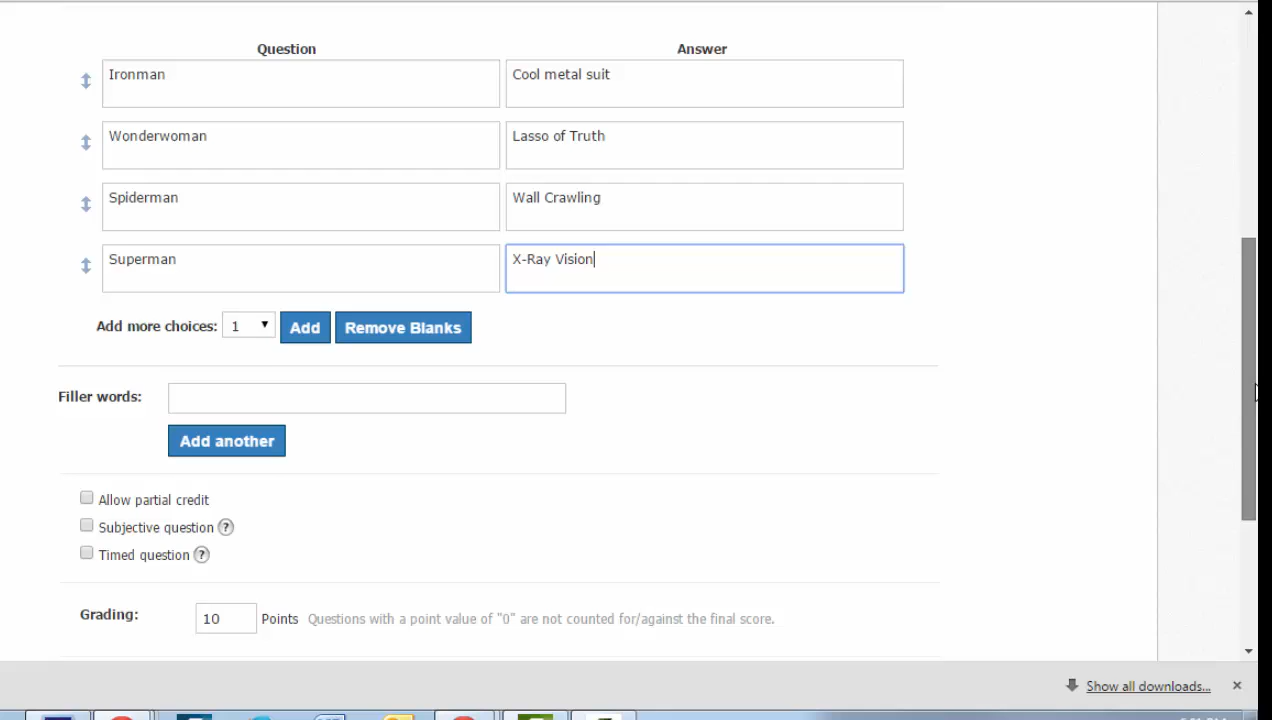 Question Answer
Ironman Cool metal suit
Wonderwoman Lasso of Truth
Spiderman Wall Crawling
Superman X-Ray Vision
Add more choices: 1 Add Remove Blanks
Filler words:
Add another
Allow partial credit
Subjective question ?
Timed question ?
Grading: 10 Points Questions with a point value of "0" are not counted for/against the final score.
Show all downloads...